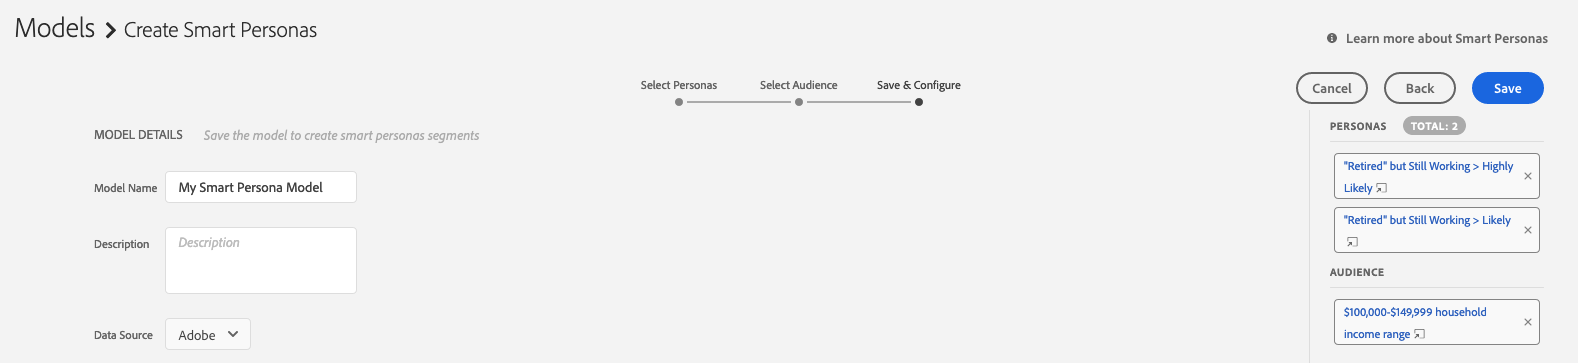 Models > Create Smart Personas
Learn more about Smart Personas
Select Personas
Select Audience
Save & Configure
Cancel
Back
Save
MODEL DETAILS Save the model to create smart personas segments
Model Name My Smart Persona Model
Description Description
Data Source Adobe
PERSONAS TOTAL: 2
"Retired" but Still Working > Highly
Likely
"Retired" but Still Working > Likely
AUDIENCE
$100,000-$149,999 household
income range